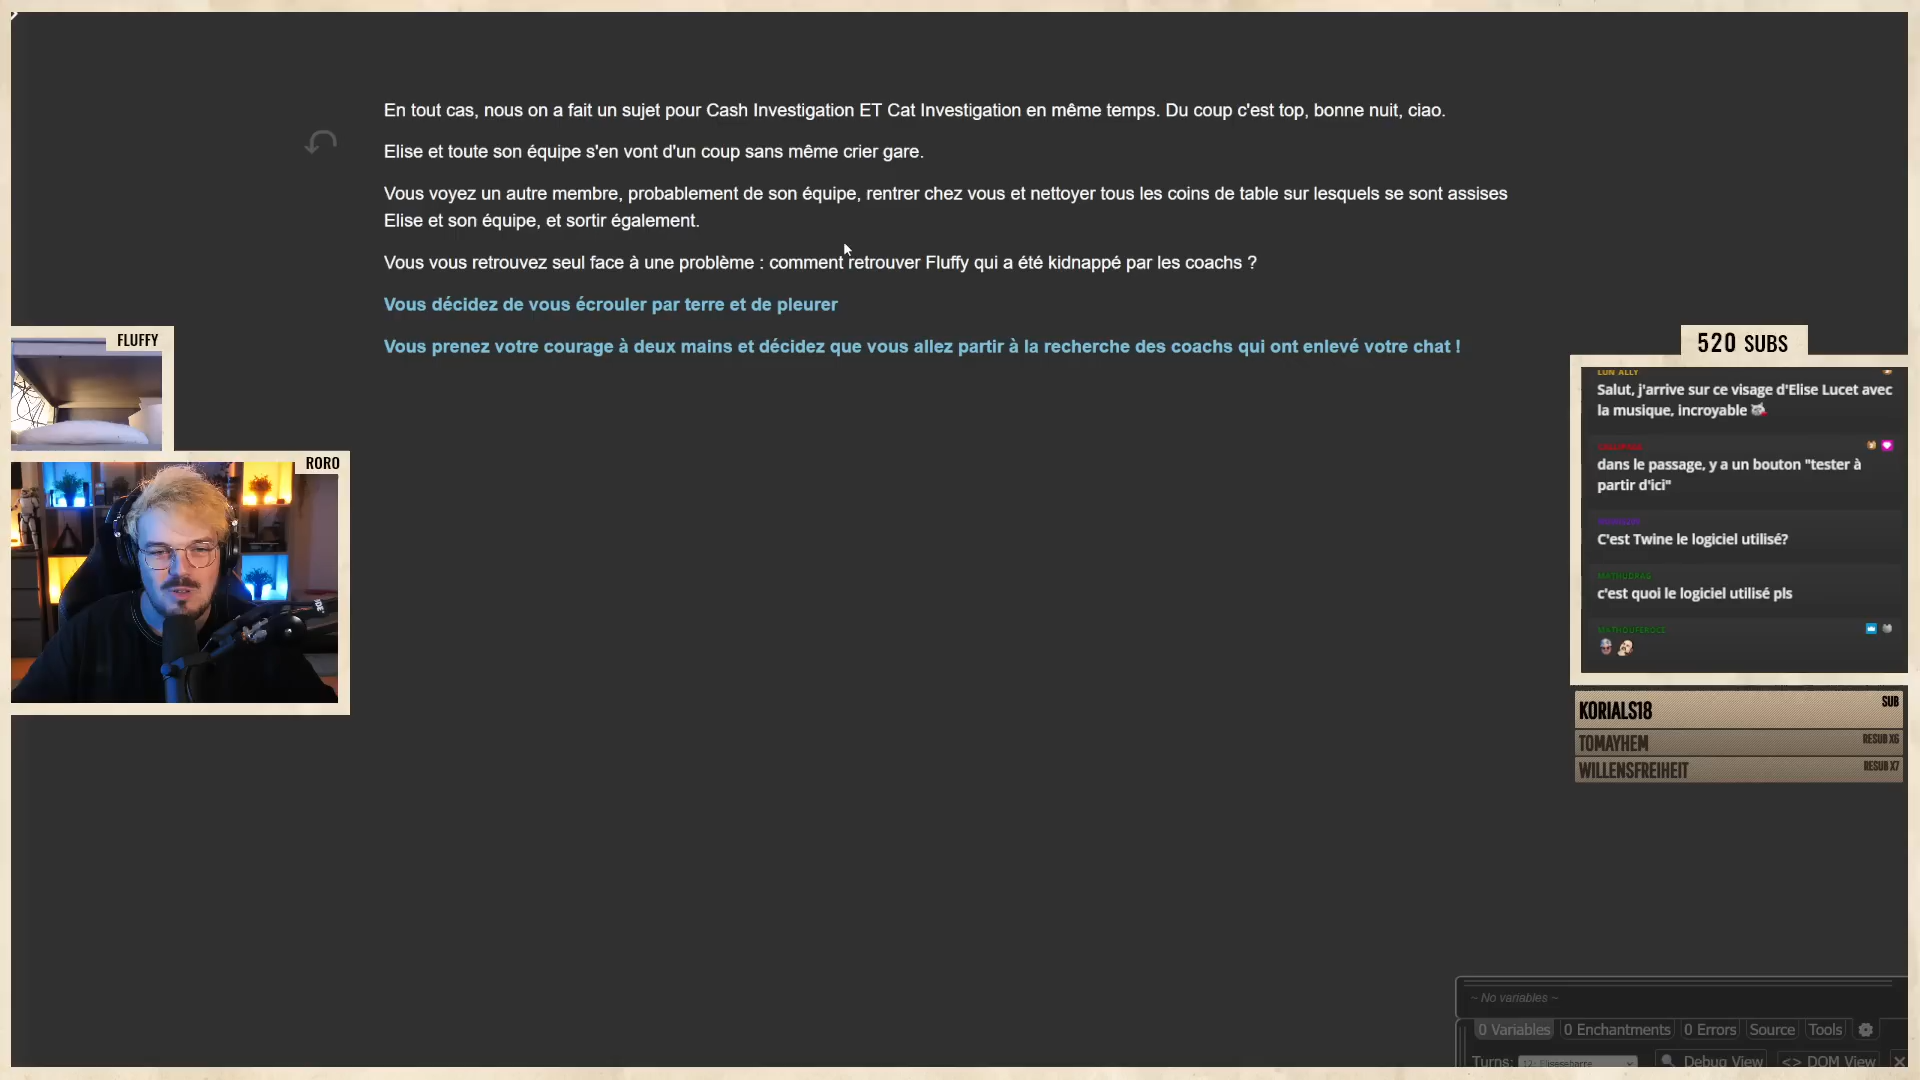 En tout cas, nous on a fait un sujet pour Cash Investigation ET Cat Investigation en même temps. Du coup c'est top, bonne nuit, ciao.
Elise et toute son équipe s'en vont d'un coup sans même crier gare.
Vous voyez un autre membre, probablement de son équipe, rentrer chez vous et nettoyer tous les coins de table sur lesquels se sont assises
Elise et son équipe, et sortir également.
Vous vous retrouvez seul face à une problème : comment retrouver Fluffy qui a été kidnappé par les coachs ?
Vous décidez de vous écrouler par terre et de pleurer
Vous prenez votre courage à deux mains et décidez que vous allez partir à la recherche des coachs qui ont enlevé votre chat !
FLUFFY
RORO
520 SUBS
LUN ALLY
Salut, j'arrive sur ce visage d'Elise Lucet avec
la musique, incroyable
dans le passage, y a un bouton "tester à
partir d'ici"
C'est Twine le logiciel utilisé?
MATHUDRAG
c'est quoi le logiciel utilisé pls
MATHOUFEROCE
KORIALS18 SUB
TOMAYHEM RESUB X6
WILLENSFREIHEIT RESUB X7
~ No variables ~
0 Variables 0 Enchantments 0 Errors Source Tools
Turns: Debug View <> DOM View